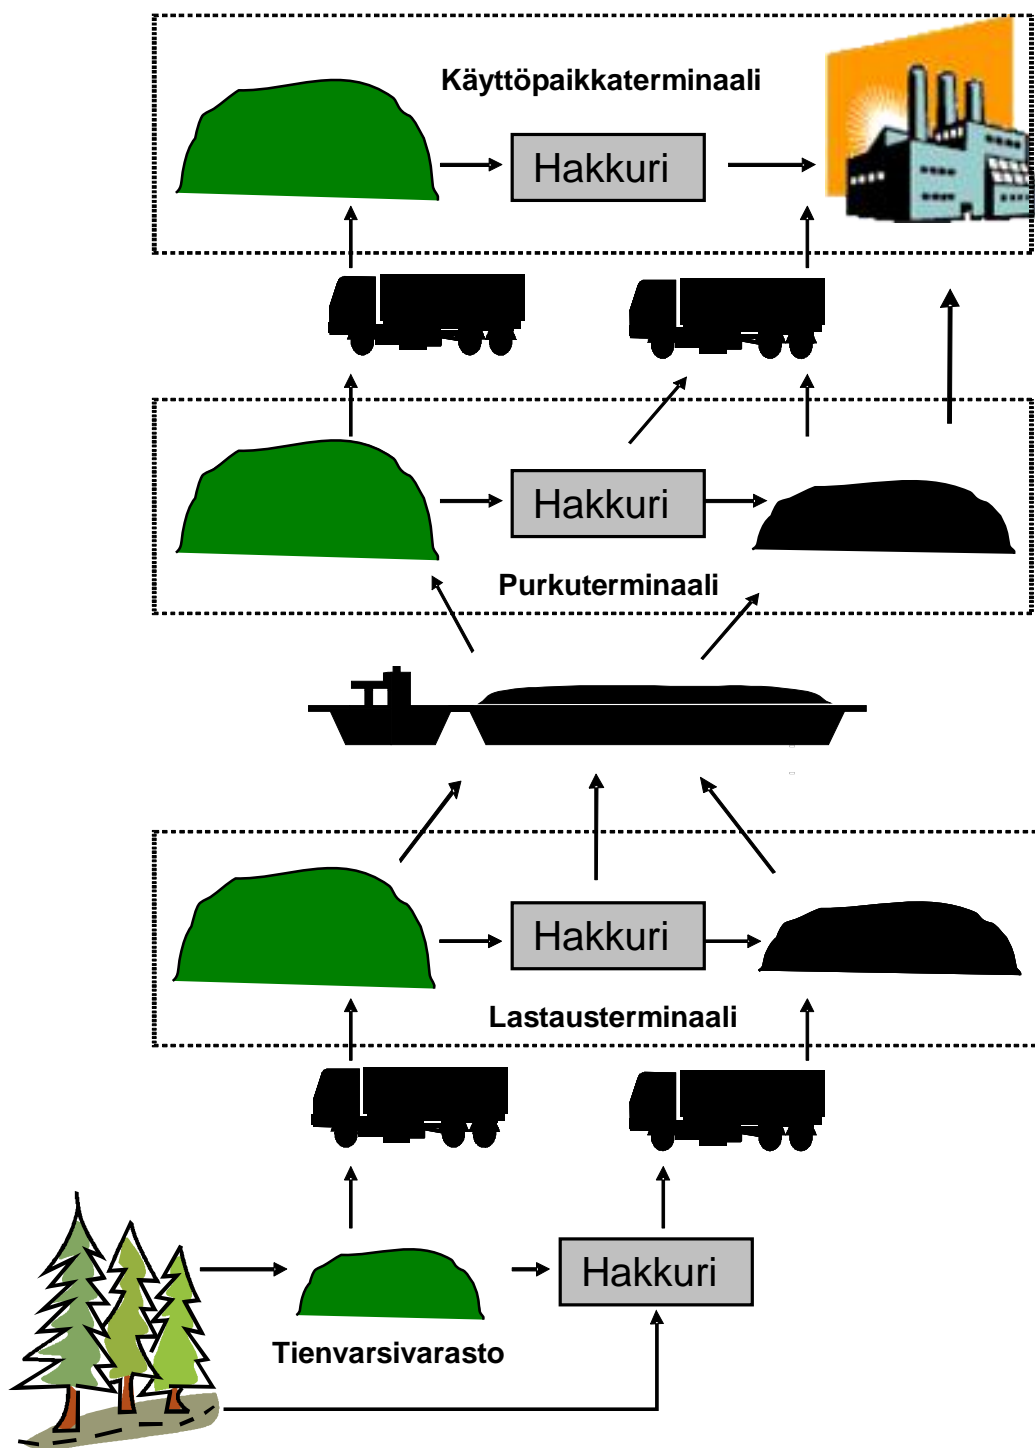 Käyttöpaikkaterminaali
Hakkuri
Hakkuri
Purkuterminaali
Hakkuri
Lastausterminaali
Hakkuri
Tienvarsivarasto